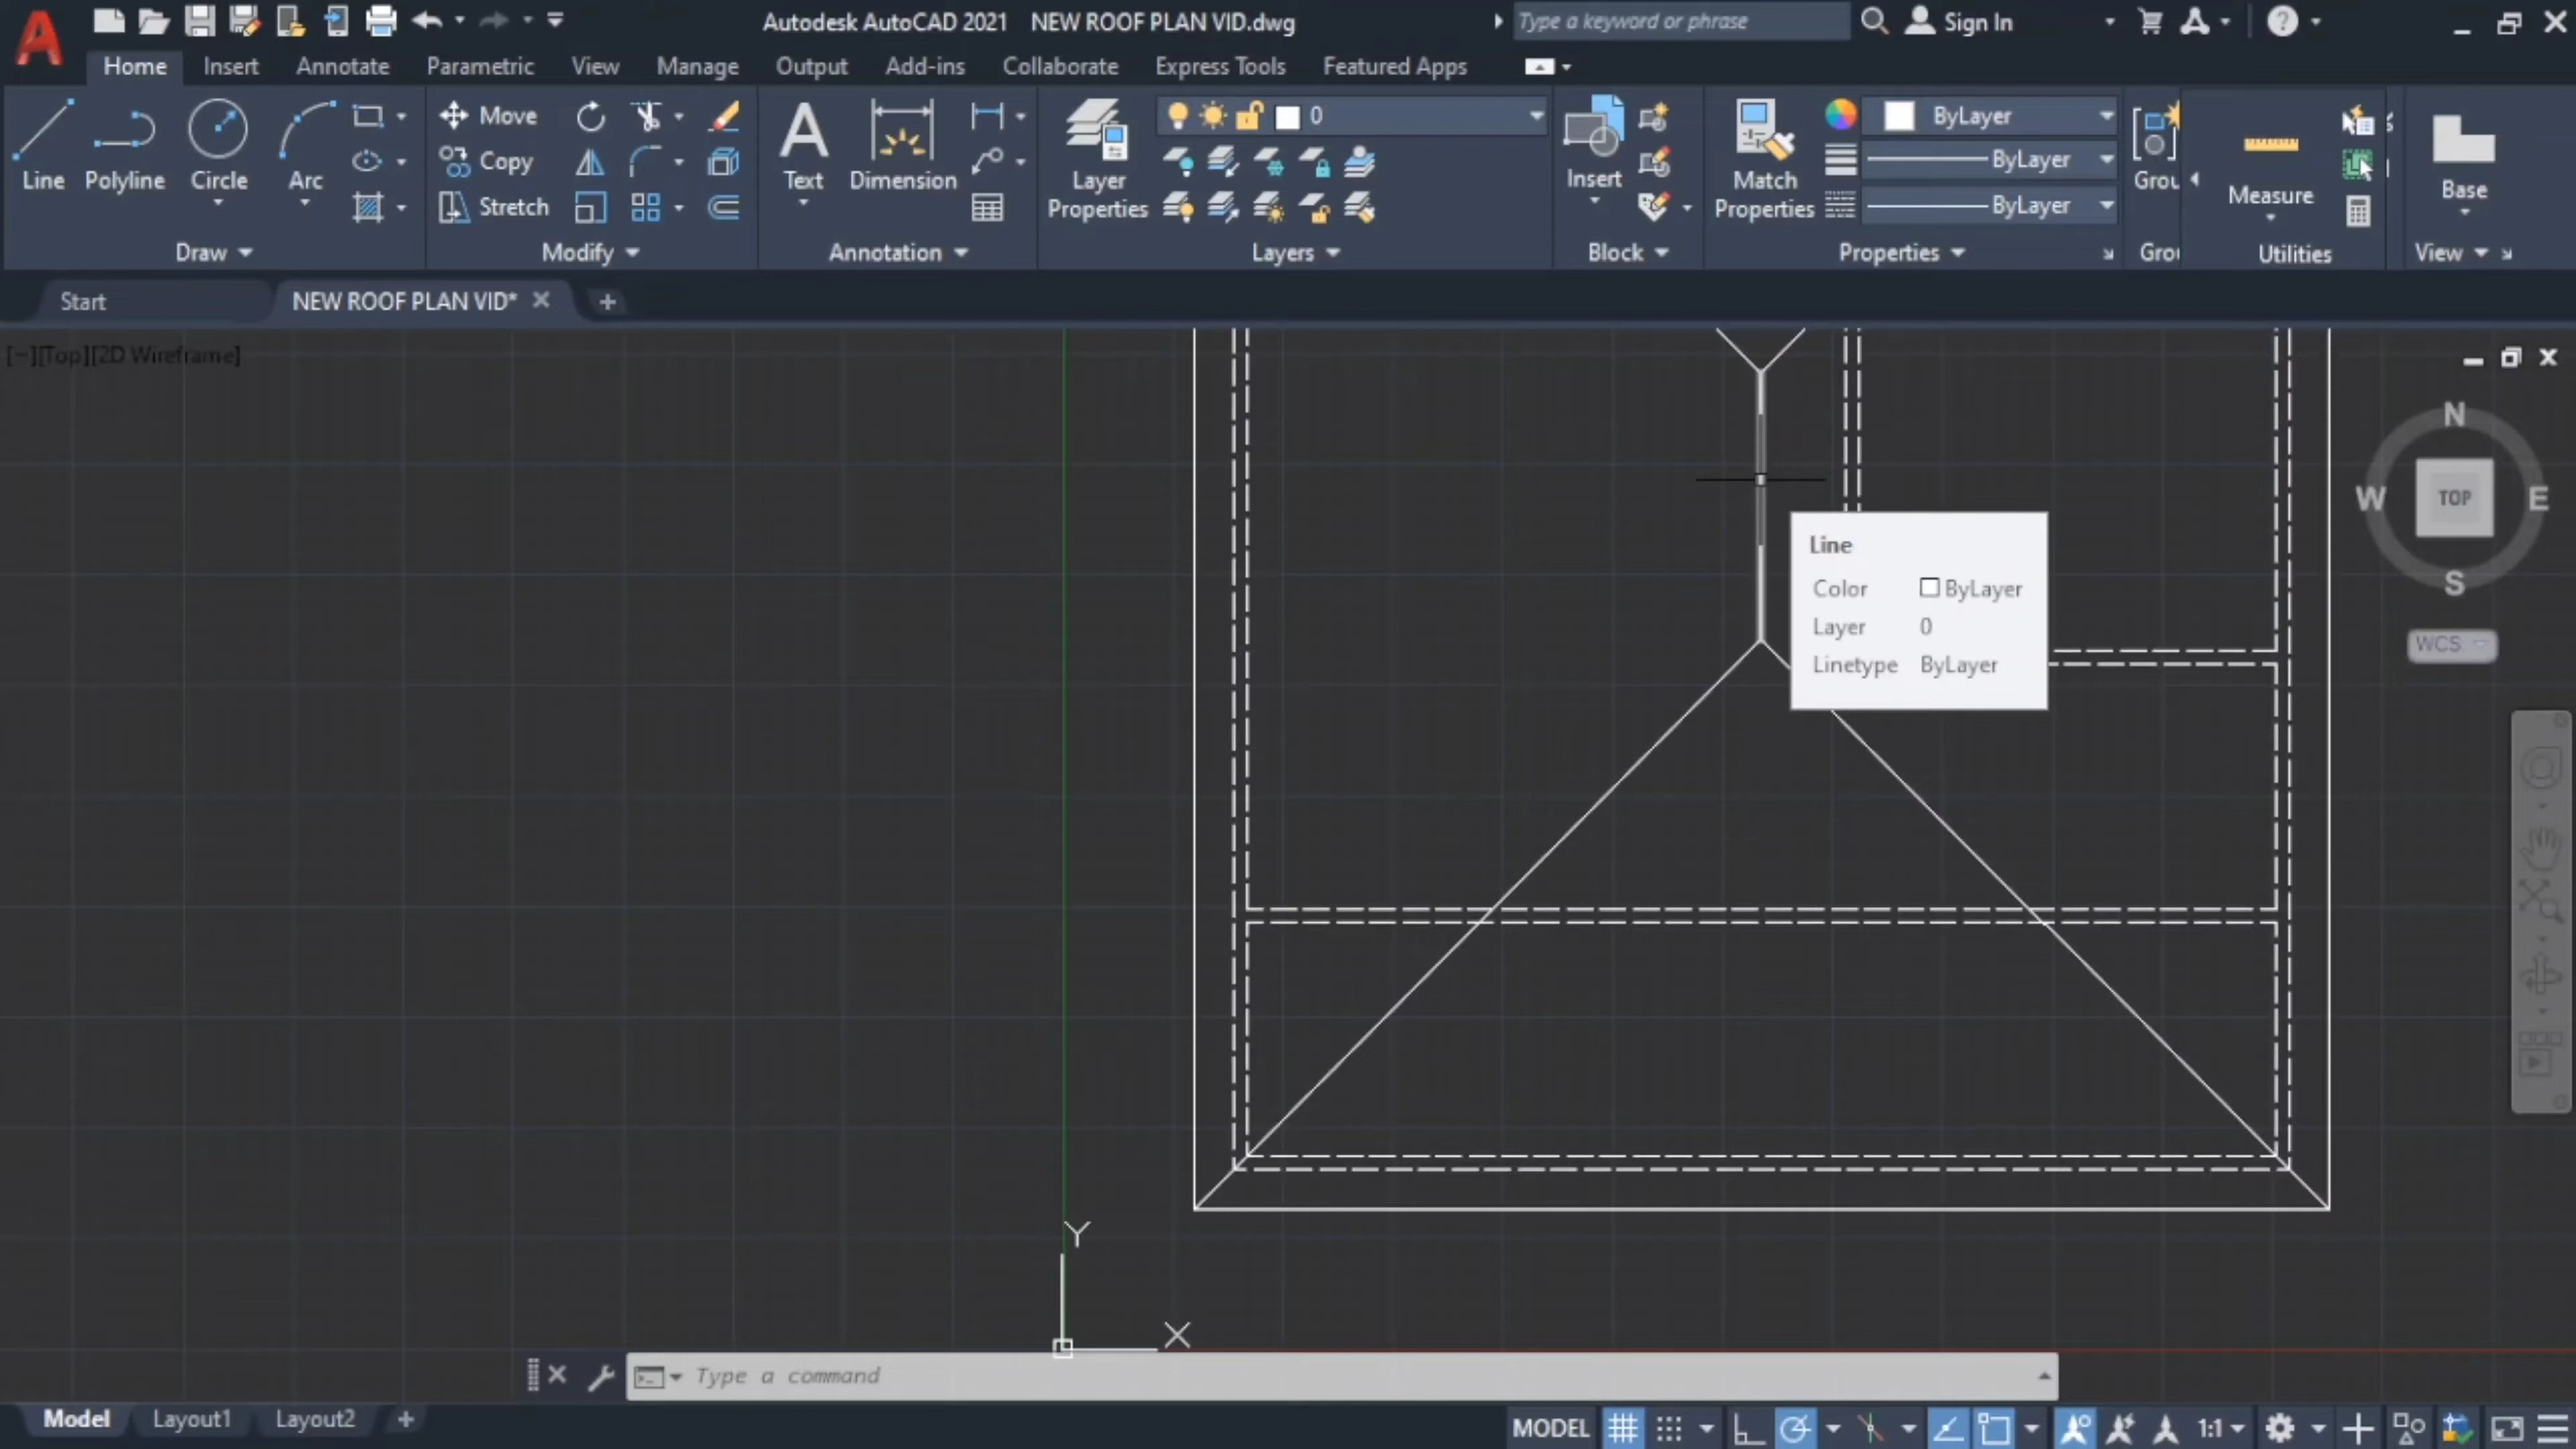 Autodesk AutoCAD 2021 NEW ROOF PLAN VID.dwg
Type a keyword or phrase
Sign In
Home Insert Annotate Parametric View Manage Output Add-ins Collaborate Express Tools Featured Apps
Line Polyline Circle Arc
Draw
Move
Copy
Stretch
Modify
Text Dimension
Annotation
Layer Properties
0
Layers
Insert
Block
Match Properties
ByLayer
ByLayer
ByLayer
Properties
Grou
Grou
Measure
Utilities
Base
View
Start NEW ROOF PLAN VID*
[−][Top][2D Wireframe]
N
W TOP E
S
WCS
Line
Color ByLayer
Layer 0
Linetype ByLayer
Y
X
Type a command
Model Layout1 Layout2
MODEL 1:1